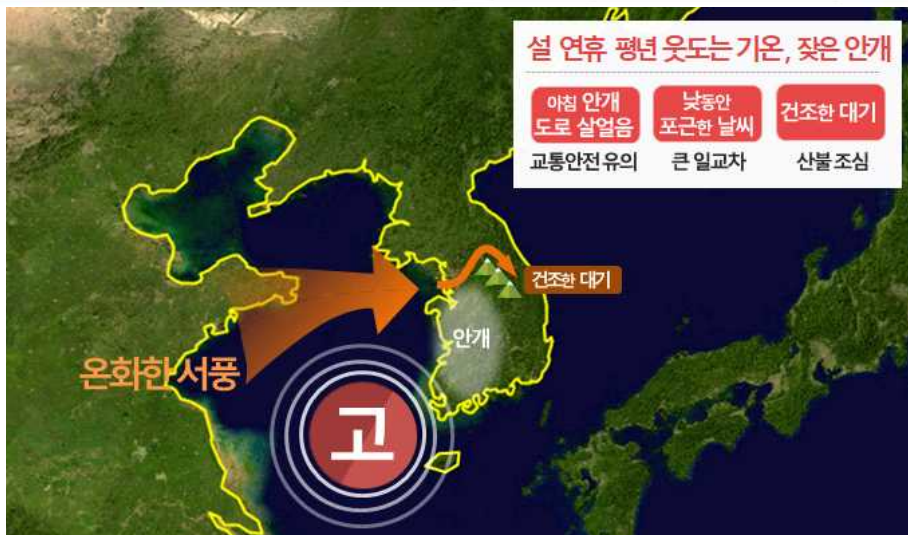 설 연휴 평년 웃도는 기온, 잦은 안개
아침 안개
도로 살얼음
낮동안
포근한 날씨
건조한 대기
교통안전 유의
큰 일교차
산불 조심
건조한 대기
안개
온화한 서풍
고